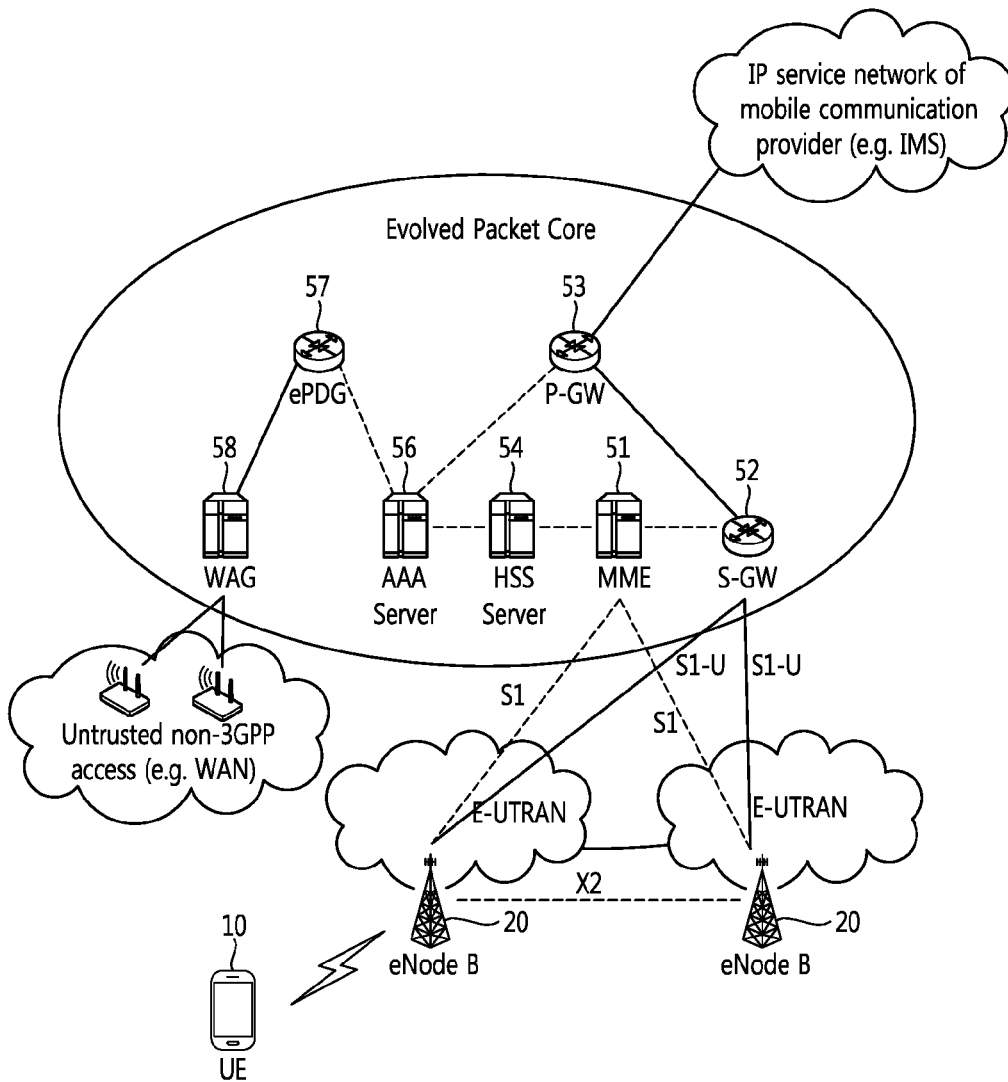 IP service network of
mobile communication
provider (e.g. IMS)
Evolved Packet Core
57
53
ePDG
P-GW
58
56
54
51
52
WAG
AAA
Server
HSS
Server
MME
S-GW
S1
S1-U
S1-U
S1
Untrusted non-3GPP
access (e.g. WAN)
E-UTRAN
E-UTRAN
X2
20
20
eNode B
eNode B
10
UE